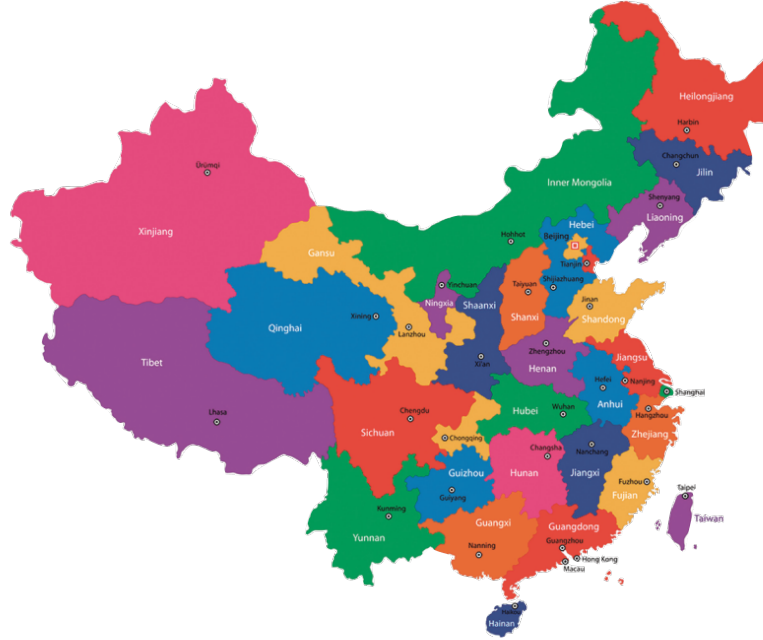 Heilongjiang
Harbin
Changchun
Jilin
Ürümqi
Inner Mongolia
Shenyang
Liaoning
Xinjiang
Hebei
Beijing
Hohhot
Gansu
Tianjin
Shijiazhuang
Yinchuan
Taiyuan
Ningxia
Shaanxi
Jinan
Xining
Shanxi
Shandong
Qinghai
Lanzhou
Zhengzhou
Jiangsu
Tibet
Xi'an
Henan
Hefei
Nanjing
Shanghai
Anhui
Lhasa
Chengdu
Hubei
Wuhan
Hangzhou
Sichuan
Zhejiang
Chongqing
Changsha
Nanchang
Guizhou
Hunan
Jiangxi
Fuzhou
Taipei
Guiyang
Fujian
Kunming
Guangxi
Guangdong
Taiwan
Yunnan
Guangzhou
Nanning
Hong Kong
Macau
Hainan